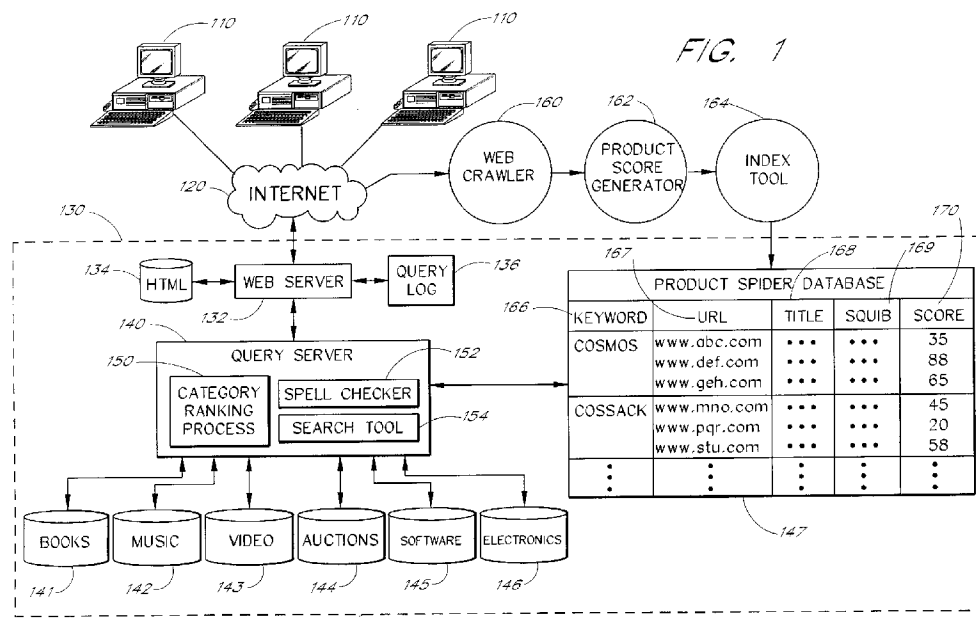 110
110
110
FIG. 1
160
162
164
WEB
CRAWLER
PRODUCT
SCORE
GENERATOR
INDEX
TOOL
120
INTERNET
130
170
134
HTML
WEB SERVER
132
QUERY
LOG
136
167
168
169
PRODUCT SPIDER DATABASE
166
KEYWORD URL TITLE SQUIB SCORE
COSMOS www.abc.com ••• ••• 35
www.def.com ••• ••• 88
www.geh.com ••• ••• 65
COSSACK www.mno.com ••• ••• 45
www.pqr.com ••• ••• 20
www.stu.com ••• ••• 58
147
140
QUERY SERVER
150
152
CATEGORY
RANKING
PROCESS
SPELL CHECKER
SEARCH TOOL
154
BOOKS
MUSIC
VIDEO
AUCTIONS
SOFTWARE
ELECTRONICS
141
142
143
144
145
146